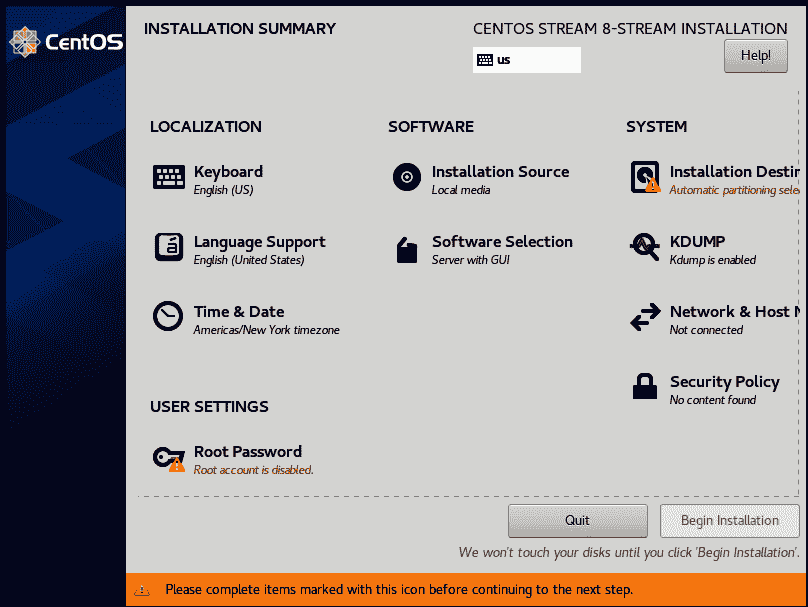 CentOS
INSTALLATION SUMMARY
CENTOS STREAM 8-STREAM INSTALLATION
us
Help!
LOCALIZATION
Keyboard
English (US)
Language Support
English (United States)
Time & Date
Americas/New York timezone
USER SETTINGS
Root Password
Root account is disabled.
SOFTWARE
Installation Source
Local media
Software Selection
Server with GUI
SYSTEM
Installation Destin
Automatic partitioning sele
KDUMP
Kdump is enabled
Network & Host N
Not connected
Security Policy
No content found
Quit
Begin Installation
We won't touch your disks until you click 'Begin Installation'.
Please complete items marked with this icon before continuing to the next step.